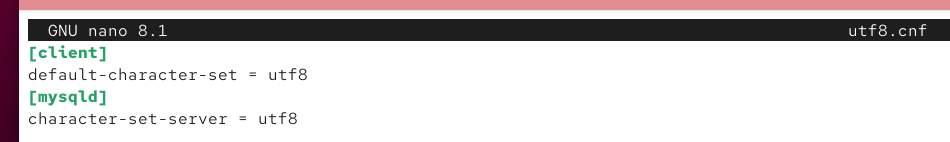 GNU nano 8.1 utf8.cnf
[client]
default-character-set = utf8
[mysqld]
character-set-server = utf8